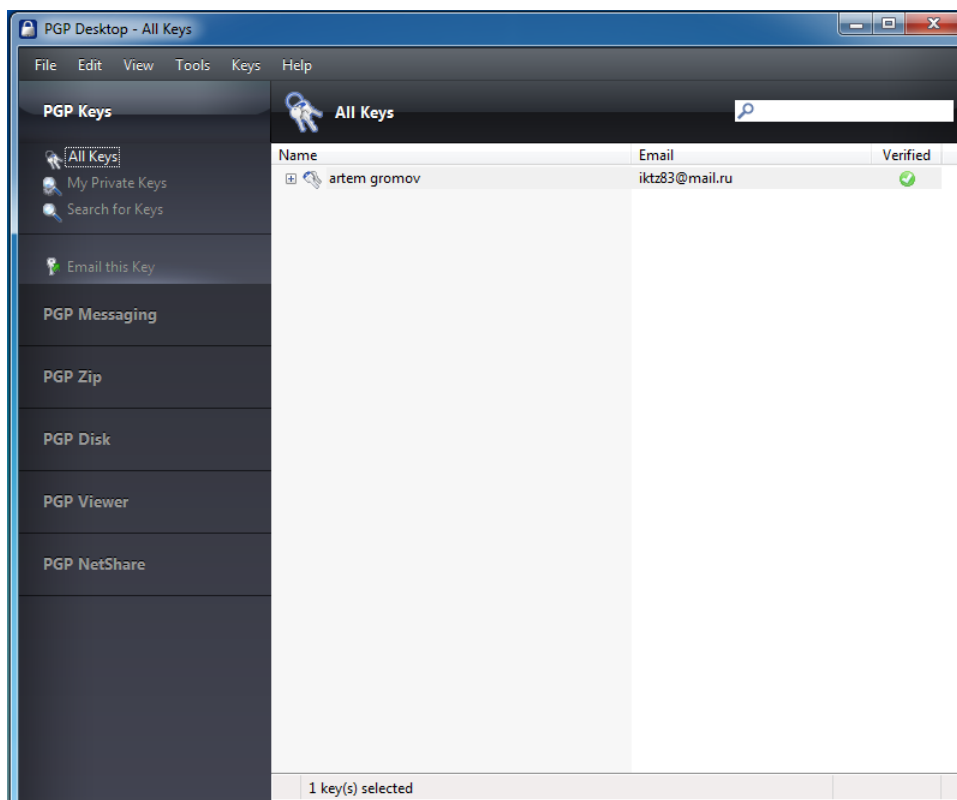 PGP Desktop - All Keys
File Edit View Tools Keys Help
PGP Keys
All Keys
My Private Keys
Search for Keys
Email this Key
PGP Messaging
PGP Zip
PGP Disk
PGP Viewer
PGP NetShare
All Keys
Name Email Verified
artem gromov iktz83@mail.ru
1 key(s) selected